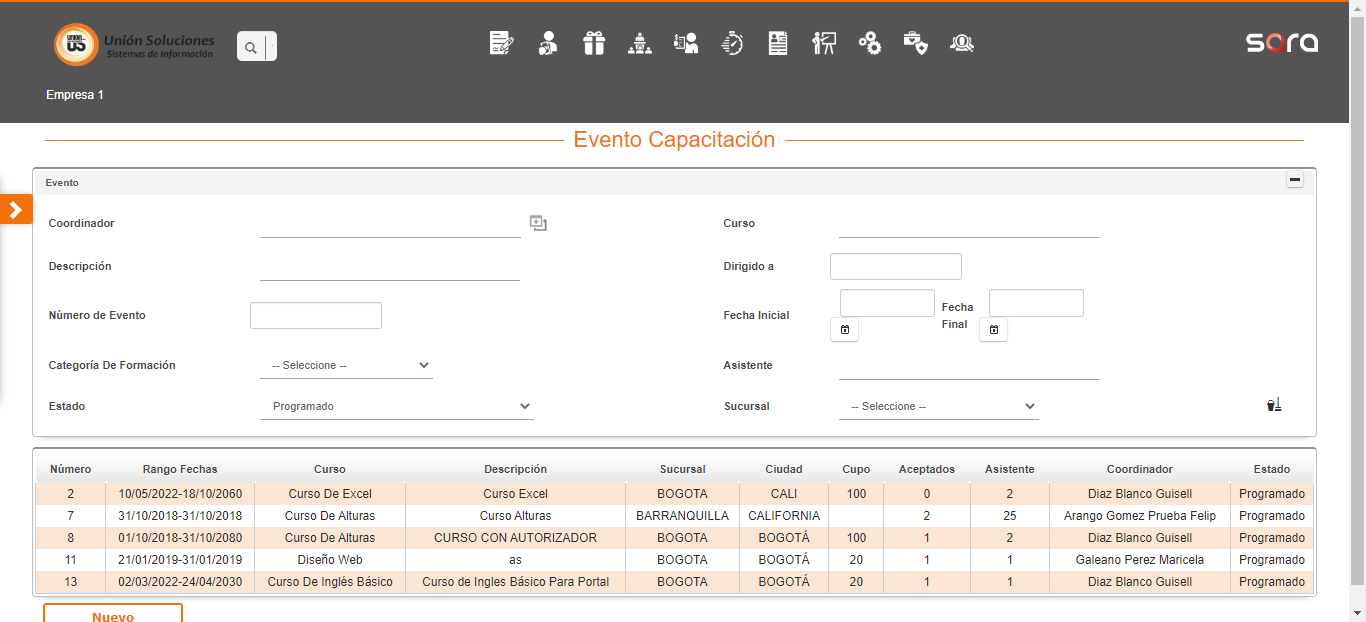 UNION
US
Unión Soluciones
Sistemas de Información
sara
Empresa 1
Evento Capacitación
Evento
Coordinador
Curso
Descripción
Dirigido a
Número de Evento
Fecha Inicial
Fecha Final
Categoría De Formación
-- Seleccione --
Asistente
Estado
Programado
Sucursal
-- Seleccione --
Número Rango Fechas Curso Descripción Sucursal Ciudad Cupo Aceptados Asistente Coordinador Estado
2 10/05/2022-18/10/2060 Curso De Excel Curso Excel BOGOTA CALI 100 0 2 Diaz Blanco Guisell Programado
7 31/10/2018-31/10/2018 Curso De Alturas Curso Alturas BARRANQUILLA CALIFORNIA 2 25 Arango Gomez Prueba Felip Programado
8 01/10/2018-31/10/2080 Curso De Alturas CURSO CON AUTORIZADOR BOGOTA BOGOTÁ 100 1 2 Diaz Blanco Guisell Programado
11 21/01/2019-31/01/2019 Diseño Web as BOGOTA BOGOTÁ 20 1 1 Galeano Perez Maricela Programado
13 02/03/2022-24/04/2030 Curso De Inglés Básico Curso de Ingles Básico Para Portal BOGOTA BOGOTÁ 20 1 1 Diaz Blanco Guisell Programado
Nuevo